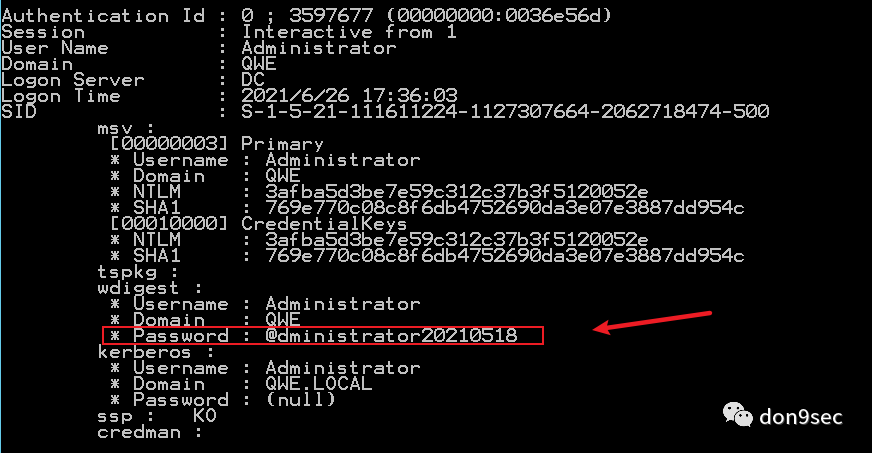 Authentication Id : 0 ; 3597677 (00000000:0036e56d)
Session           : Interactive from 1
User Name         : Administrator
Domain            : QWE
Logon Server      : DC
Logon Time        : 2021/6/26 17:36:03
SID               : S-1-5-21-111611224-1127307664-2062718474-500
msv :
[00000003] Primary
* Username : Administrator
* Domain   : QWE
* NTLM     : 3afba5d3be7e59c312c37b3f5120052e
* SHA1     : 769e770c08c8f6db4752690da3e07e3887dd954c
[00010000] CredentialKeys
* NTLM     : 3afba5d3be7e59c312c37b3f5120052e
* SHA1     : 769e770c08c8f6db4752690da3e07e3887dd954c
tspkg :
wdigest :
* Username : Administrator
* Domain   : QWE
* Password : @dministrator20210518
kerberos :
* Username : Administrator
* Domain   : QWE.LOCAL
* Password : (null)
ssp :   KO
credman :
don9sec